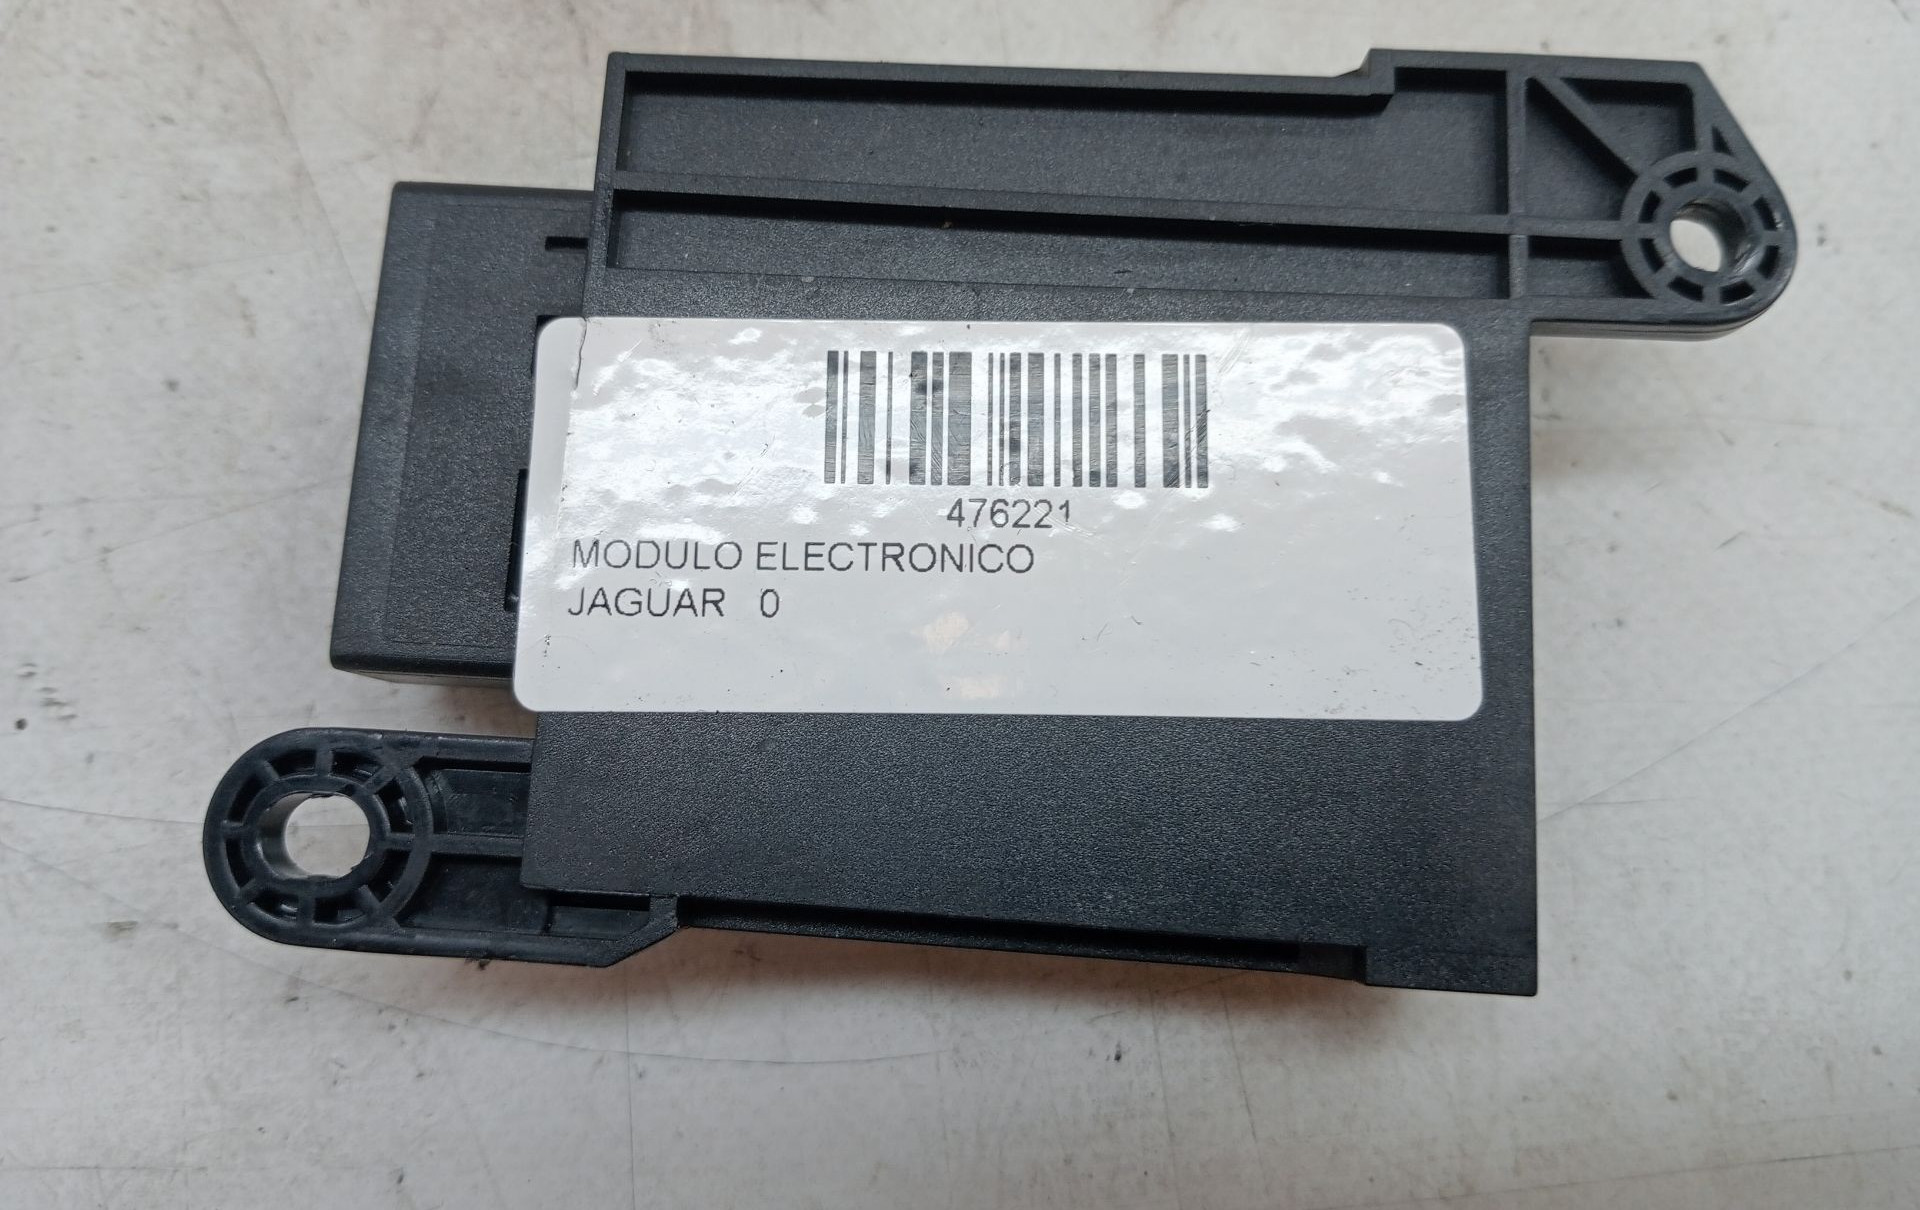 476221
MODULO ELECTRONICO
JAGUAR 0